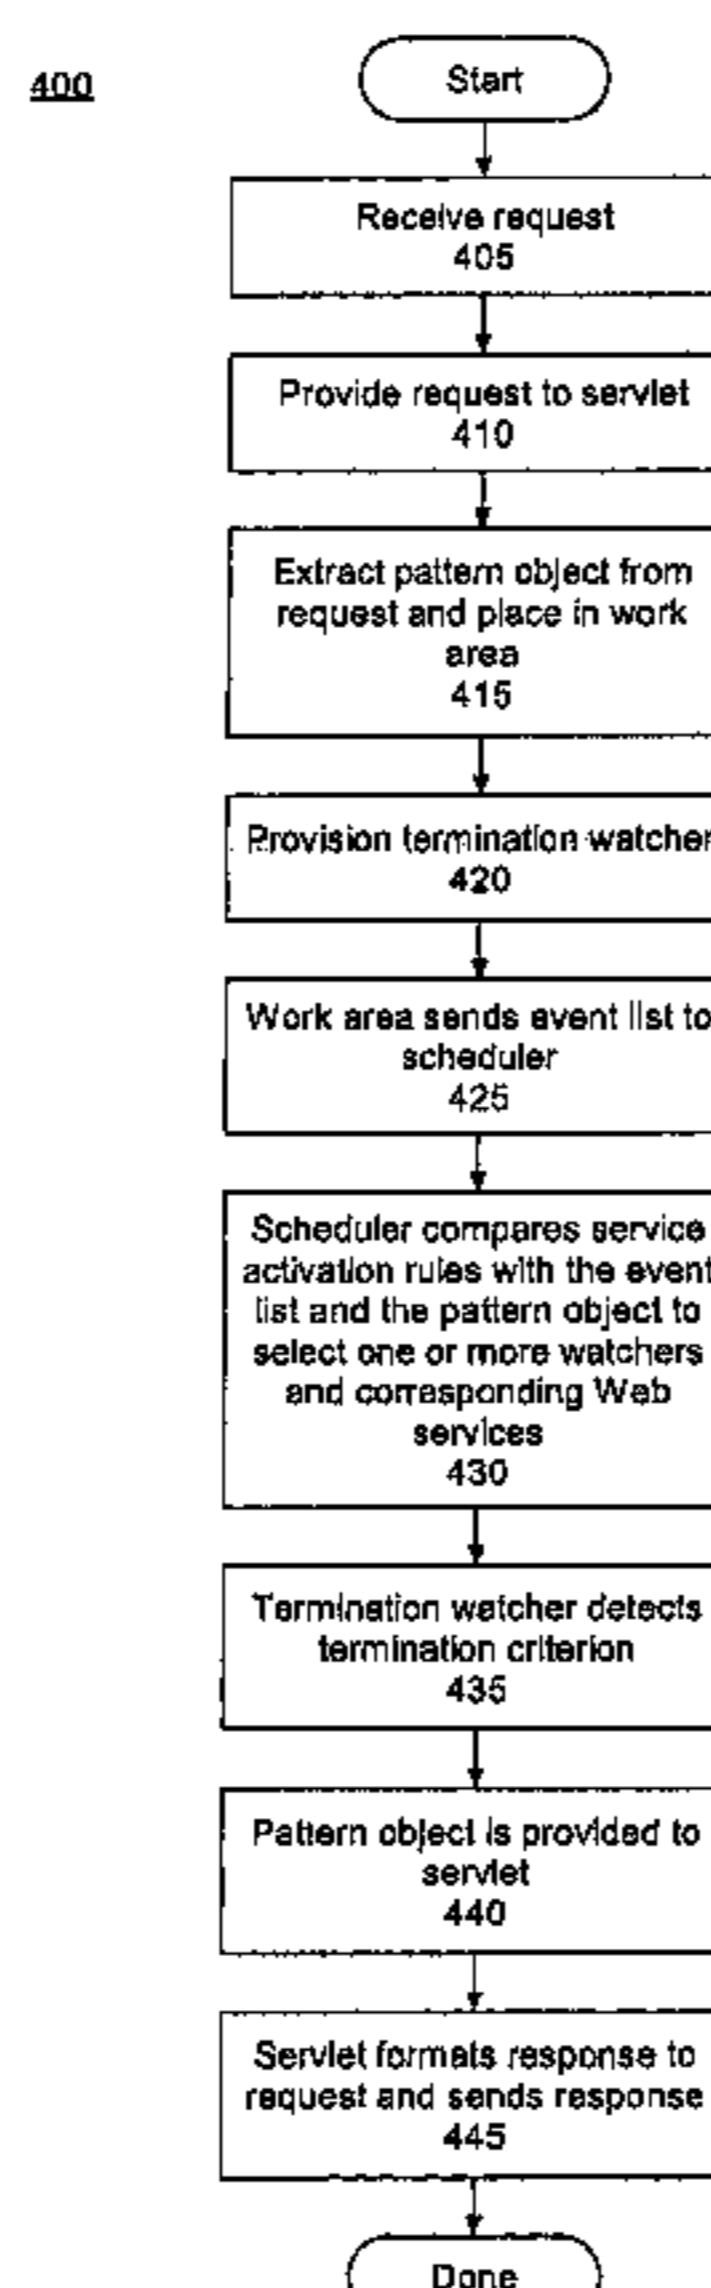 400
Start
Receive request
405
Provide request to servlet
410
Extract pattern object from
request and place in work
area
415
Provision termination watcher
420
Work area sends event list to
scheduler
425
Scheduler compares service
activation rules with the event
list and the pattern object to
select one or more watchers
and corresponding Web
services
430
Termination watcher detects
termination criterion
435
Pattern object is provided to
servlet
440
Servlet formats response to
request and sends response
445
Done